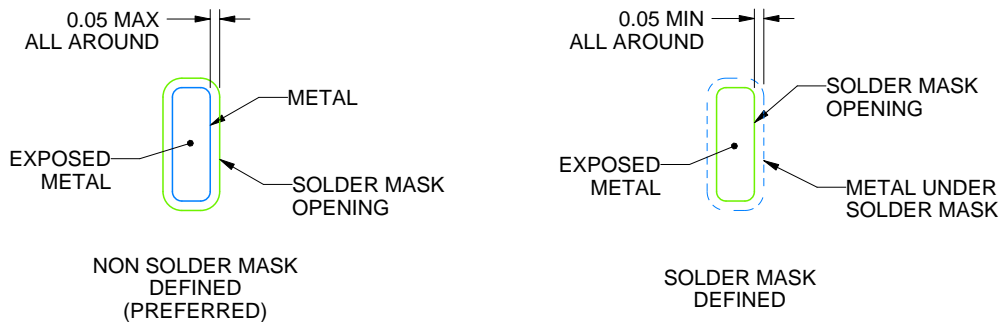 0.05 MAX
ALL AROUND
METAL
EXPOSED
METAL
SOLDER MASK
OPENING
NON SOLDER MASK
DEFINED
(PREFERRED)
0.05 MIN
ALL AROUND
SOLDER MASK
OPENING
EXPOSED
METAL
METAL UNDER
SOLDER MASK
SOLDER MASK
DEFINED